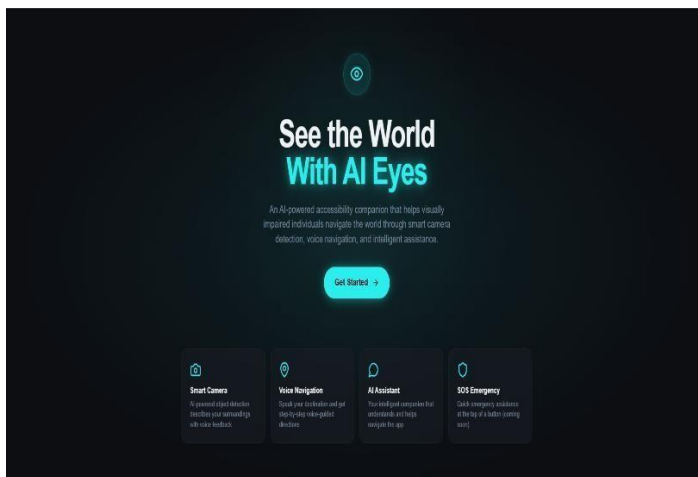 See the World
With AI Eyes
An AI-powered accessibility companion that helps visually
impaired individuals navigate the world through smart camera
detection, voice navigation, and intelligent assistance.
Get Started →
Smart Camera
AI-powered object detection
describes your surroundings
with voice feedback
Voice Navigation
Speak your destination and get
step-by-step voice-guided
directions
AI Assistant
Your intelligent companion that
understands and helps
navigate the app
SOS Emergency
Quick emergency assistance
at the tap of a button (coming
soon)